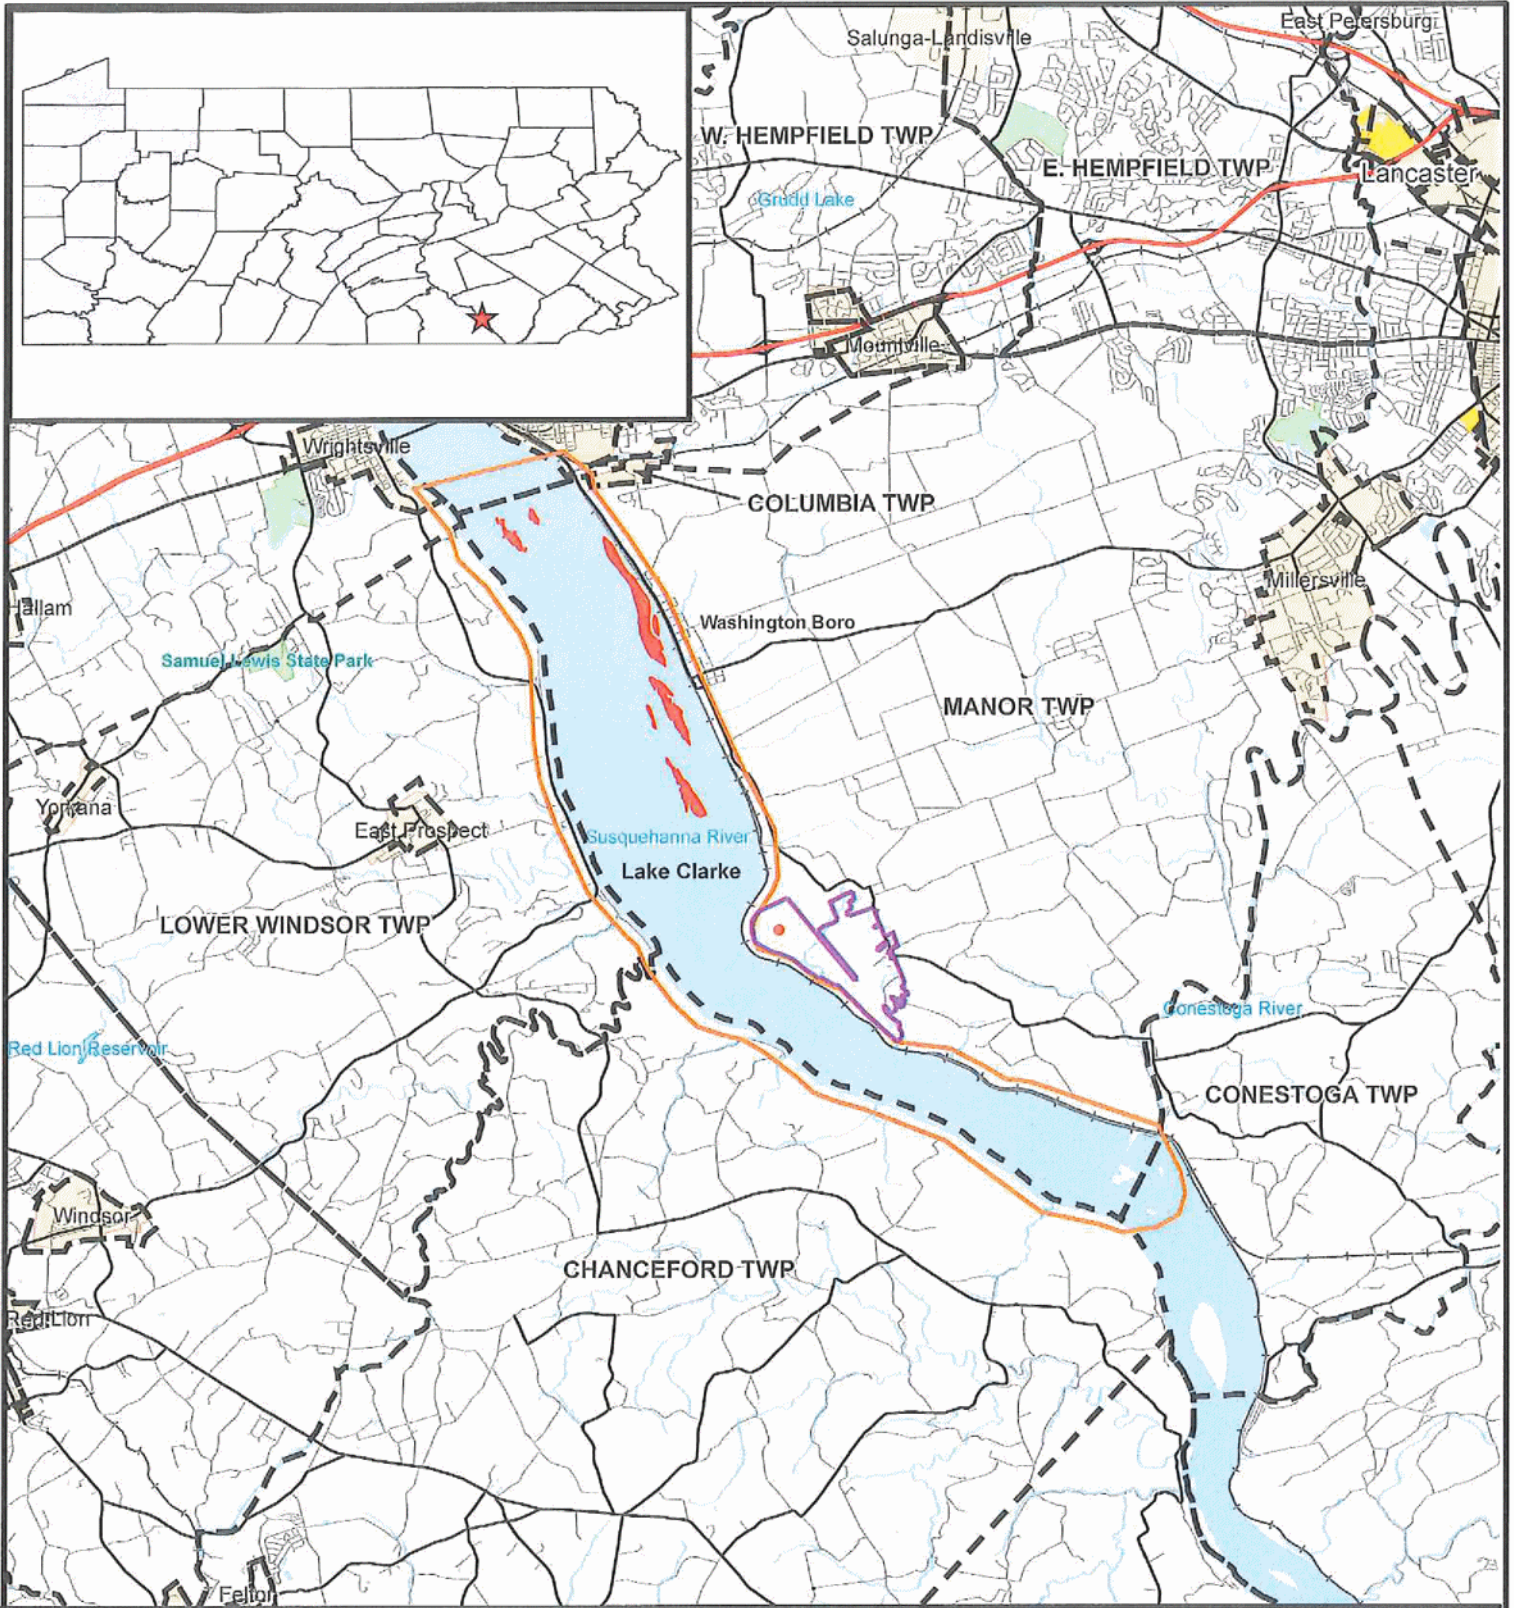 East Petersburg
Salunga-Landisville
W. HEMPFIELD TWP
E. HEMPFIELD TWP
Lancaster
Grudd Lake
Mountville
Wrightsville
COLUMBIA TWP
Hallam
Millersville
Washington Boro
Samuel Lewis State Park
MANOR TWP
Yorkana
East Prospect
Susquehanna River
Lake Clarke
LOWER WINDSOR TWP
Conestoga River
Red Lion Reservoir
CONESTOGA TWP
Windsor
CHANCEFORD TWP
Red Lion
Felton